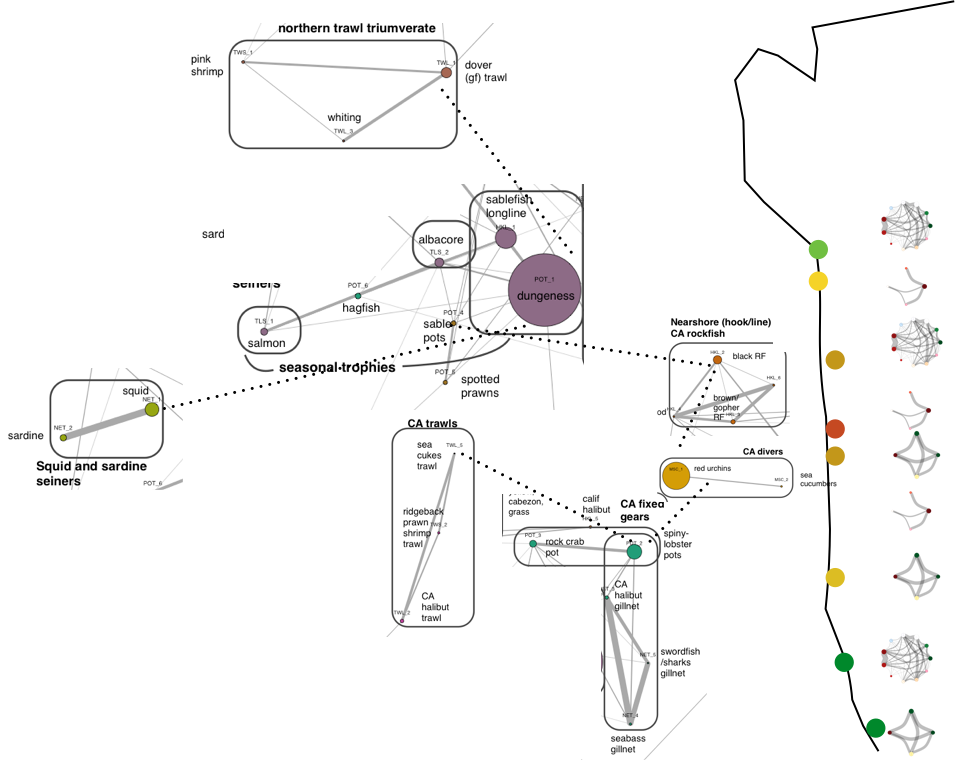 northern trawl triumverate
TWS_1
pink
shrimp
TWL_1
dover
(gf) trawl
whiting
TWL_3
sablefish
longline
HKL_1
sard
albacore
TLS_2
POT_1
dungeness
seiners
POT_6
hagfish
TLS_1
salmon
POT_4
sable
pots
seasonal trophies
POT_5
spotted
prawns
Nearshore (hook/line)
CA rockfish
HKL_2
black RF
brown/
gopher
RF
od
squid
NET_1
sardine
NET_2
Squid and sardine
seiners
POT_6
CA trawls
sea
cukes
trawl
TWL_5
ridgeback
prawn
shrimp
trawl
TWS_2
CA
halibut
trawl
TWL_2
CA divers
MSC_1
red urchins
MSC_2
sea
cucumbers
cabezon,
grass
calif
halibut
CA fixed
gears
POT_3
rock crab
pot
POT_2
spiny-
lobster
pots
CA
halibut
gillnet
NET_5
swordfish
/sharks
gillnet
NET_4
seabass
gillnet